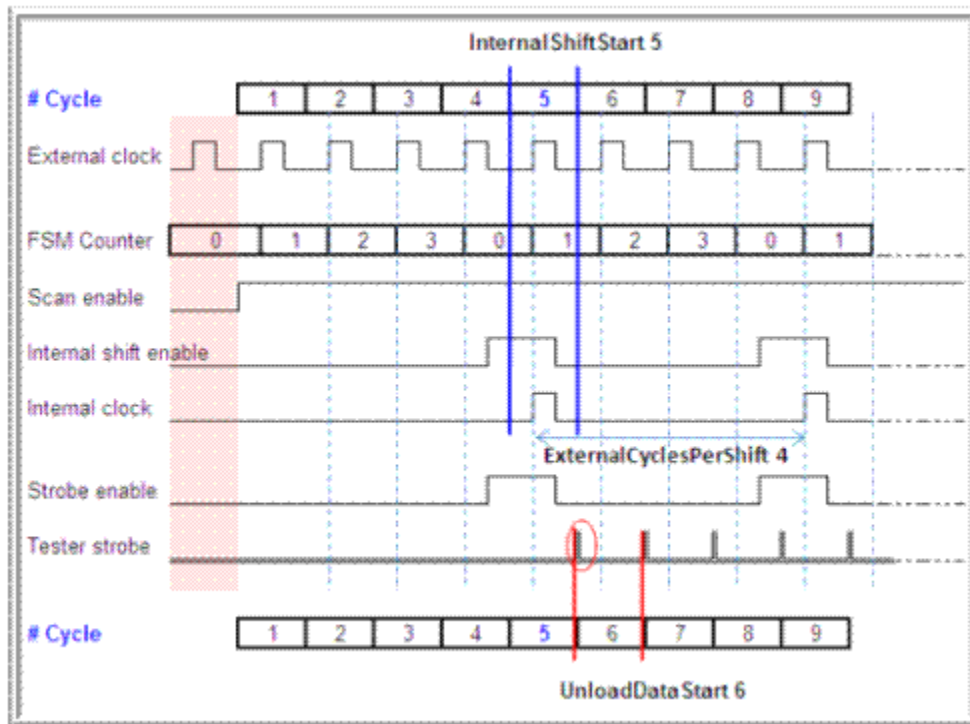 InternalShiftStart 5
# Cycle 1 2 3 4 5 6 7 8 9
External clock
FSM Counter 0 1 2 3 0 1 2 3 0 1
Scan enable
Internal shift enable
Internal clock
ExternalCyclesPerShift 4
Strobe enable
Tester strobe
# Cycle 1 2 3 4 5 6 7 8 9
UnloadDataStart 6